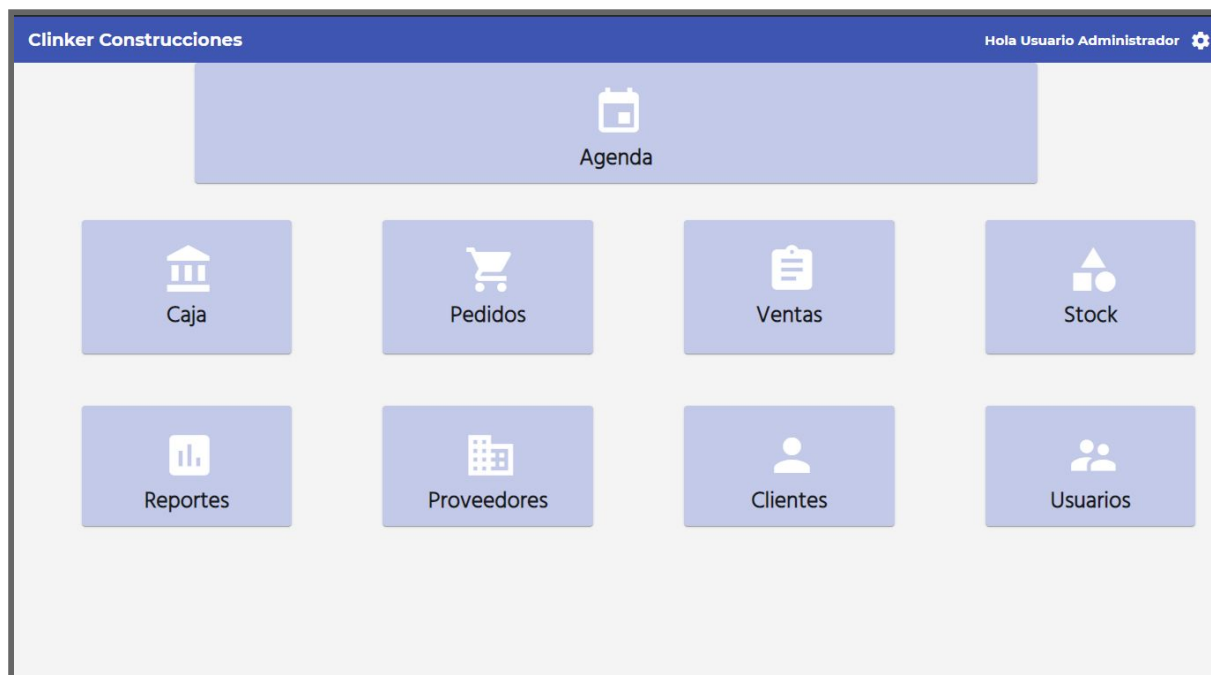 Clinker Construcciones
Hola Usuario Administrador
Agenda
Caja
Pedidos
Ventas
Stock
Reportes
Proveedores
Clientes
Usuarios